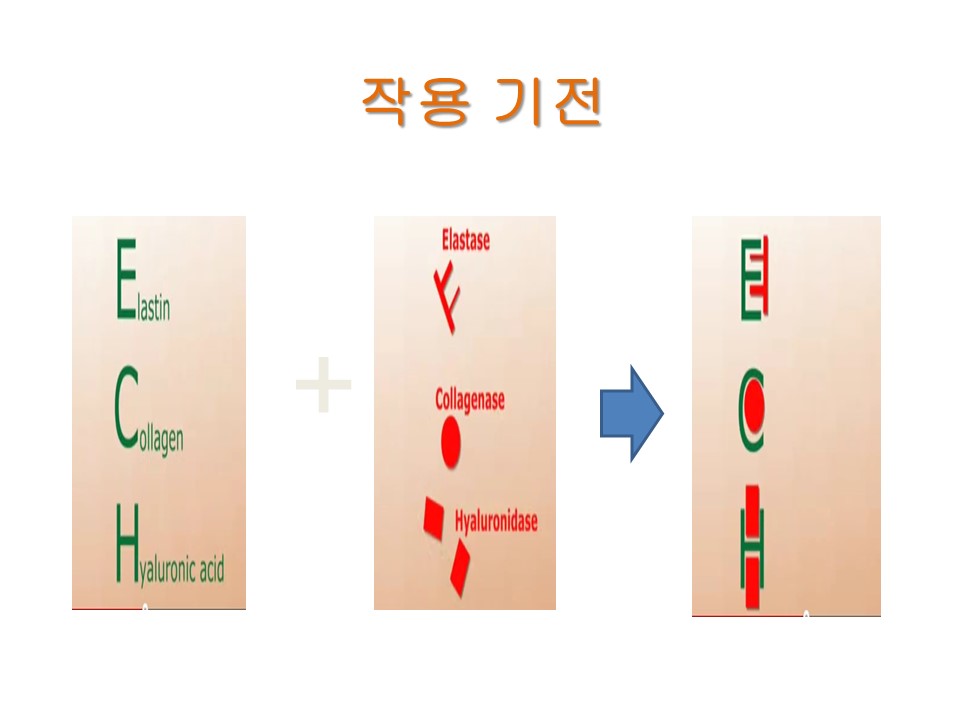 작용 기전
Elastin
Collagen
Hyaluronic acid
+
Elastase
Collagenase
Hyaluronidase
E
C
H